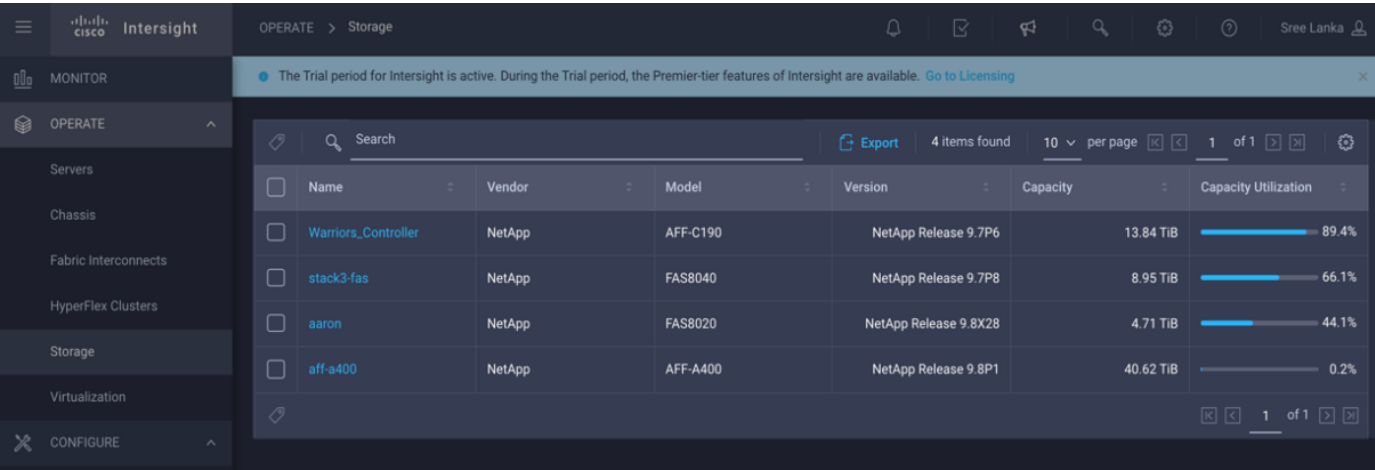 cisco Intersight
OPERATE > Storage
Sree Lanka
MONITOR
OPERATE
Servers
Chassis
Fabric Interconnects
HyperFlex Clusters
Storage
Virtualization
CONFIGURE
The Trial period for Intersight is active. During the Trial period, the Premier-tier features of Intersight are available. Go to Licensing
Search Export 4 items found 10 per page 1 of 1
Name Vendor Model Version Capacity Capacity Utilization
Warriors_Controller NetApp AFF-C190 NetApp Release 9.7P6 13.84 TiB 89.4%
stack3-fas NetApp FAS8040 NetApp Release 9.7P8 8.95 TiB 66.1%
aaron NetApp FAS8020 NetApp Release 9.8X28 4.71 TiB 44.1%
aff-a400 NetApp AFF-A400 NetApp Release 9.8P1 40.62 TiB 0.2%
1 of 1